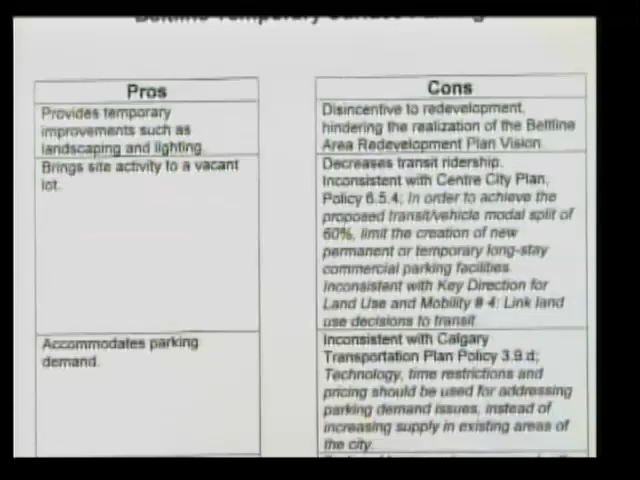 Beltline Temporary Surface Parking
Pros
Provides temporary
improvements such as
landscaping and lighting.
Brings site activity to a vacant
lot.
Accommodates parking
demand.
Cons
Disincentive to redevelopment,
hindering the realization of the Beltline
Area Redevelopment Plan Vision.
Decreases transit ridership.
Inconsistent with Centre City Plan,
Policy 6.5.4; In order to achieve the
proposed transit/vehicle modal split of
60%, limit the creation of new
permanent or temporary long-stay
commercial parking facilities.
Inconsistent with Key Direction for
Land Use and Mobility # 4: Link land
use decisions to transit
Inconsistent with Calgary
Transportation Plan Policy 3.9.d;
Technology, time restrictions and
pricing should be used for addressing
parking demand issues, instead of
increasing supply in existing areas of
the city.